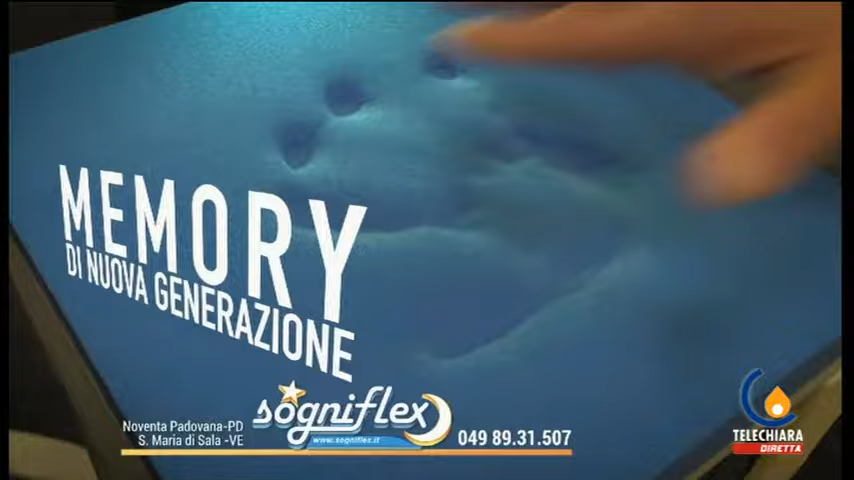 MEMORY
DI NUOVA GENERAZIONE
Noventa Padovana-PD
S. Maria di Sala -VE
sogniflex
www.sogniflex.it
049 89.31.507
TELECHIARA
DIRETTA